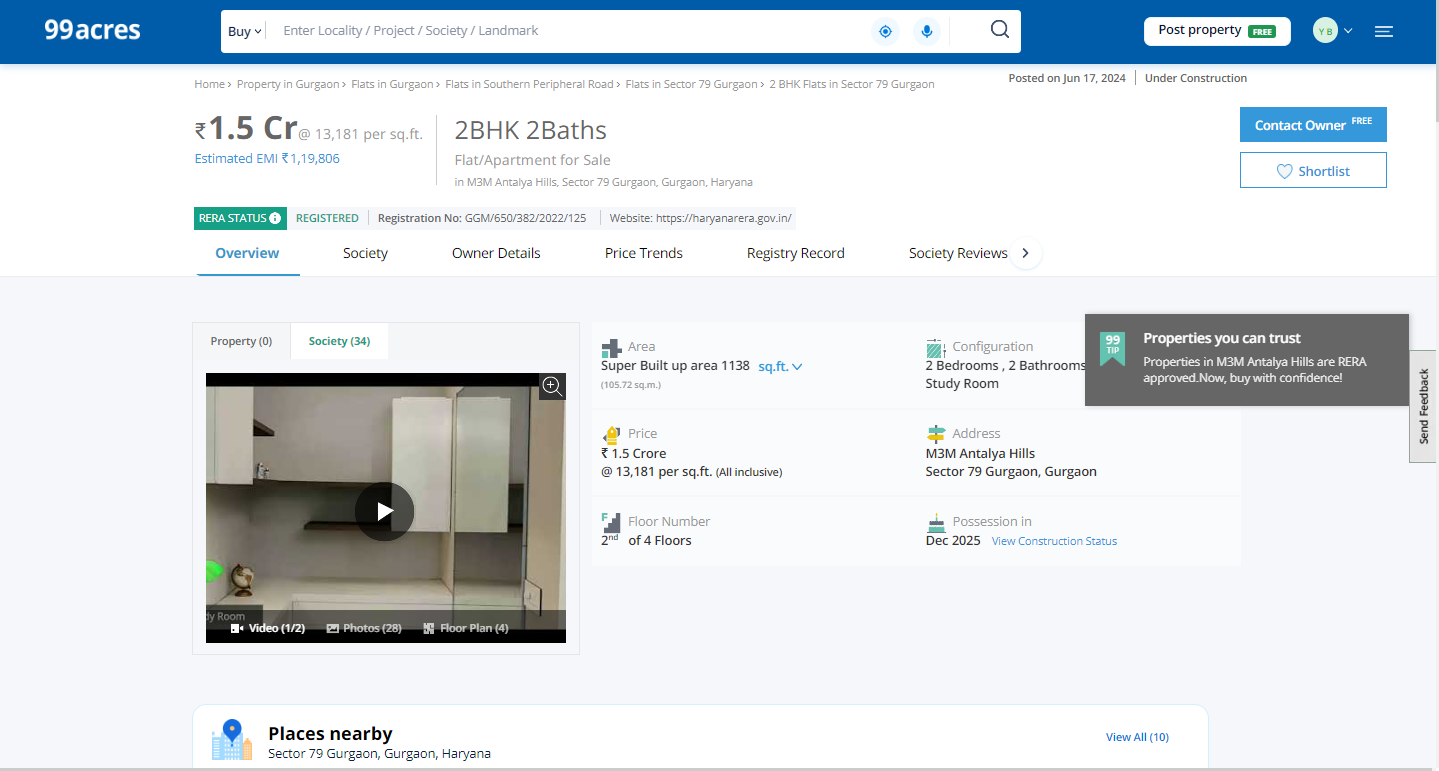 99acres
Buy
Enter Locality / Project / Society / Landmark
Post property FREE
Y B
Home › Property in Gurgaon › Flats in Gurgaon › Flats in Southern Peripheral Road › Flats in Sector 79 Gurgaon › 2 BHK Flats in Sector 79 Gurgaon
Posted on Jun 17, 2024 | Under Construction
₹ 1.5 Cr @ 13,181 per sq.ft.
Estimated EMI ₹ 1,19,806
2BHK 2Baths
Flat/Apartment for Sale
in M3M Antalya Hills, Sector 79 Gurgaon, Gurgaon, Haryana
Contact Owner FREE
Shortlist
RERA STATUS REGISTERED Registration No: GGM/650/382/2022/125 Website: https://haryanarera.gov.in/
Overview Society Owner Details Price Trends Registry Record Society Reviews
Property (0) Society (34)
dy Room
Video (1/2) Photos (28) Floor Plan (4)
Area
Super Built up area 1138 sq.ft.
(105.72 sq.m.)
Configuration
2 Bedrooms , 2 Bathrooms
Study Room
Price
₹ 1.5 Crore
@ 13,181 per sq.ft. (All inclusive)
Address
M3M Antalya Hills
Sector 79 Gurgaon, Gurgaon
F
Floor Number
2nd of 4 Floors
Possession in
Dec 2025 View Construction Status
99
TIP
Properties you can trust
Properties in M3M Antalya Hills are RERA
approved.Now, buy with confidence!
Send Feedback
Places nearby
Sector 79 Gurgaon, Gurgaon, Haryana
View All (10)